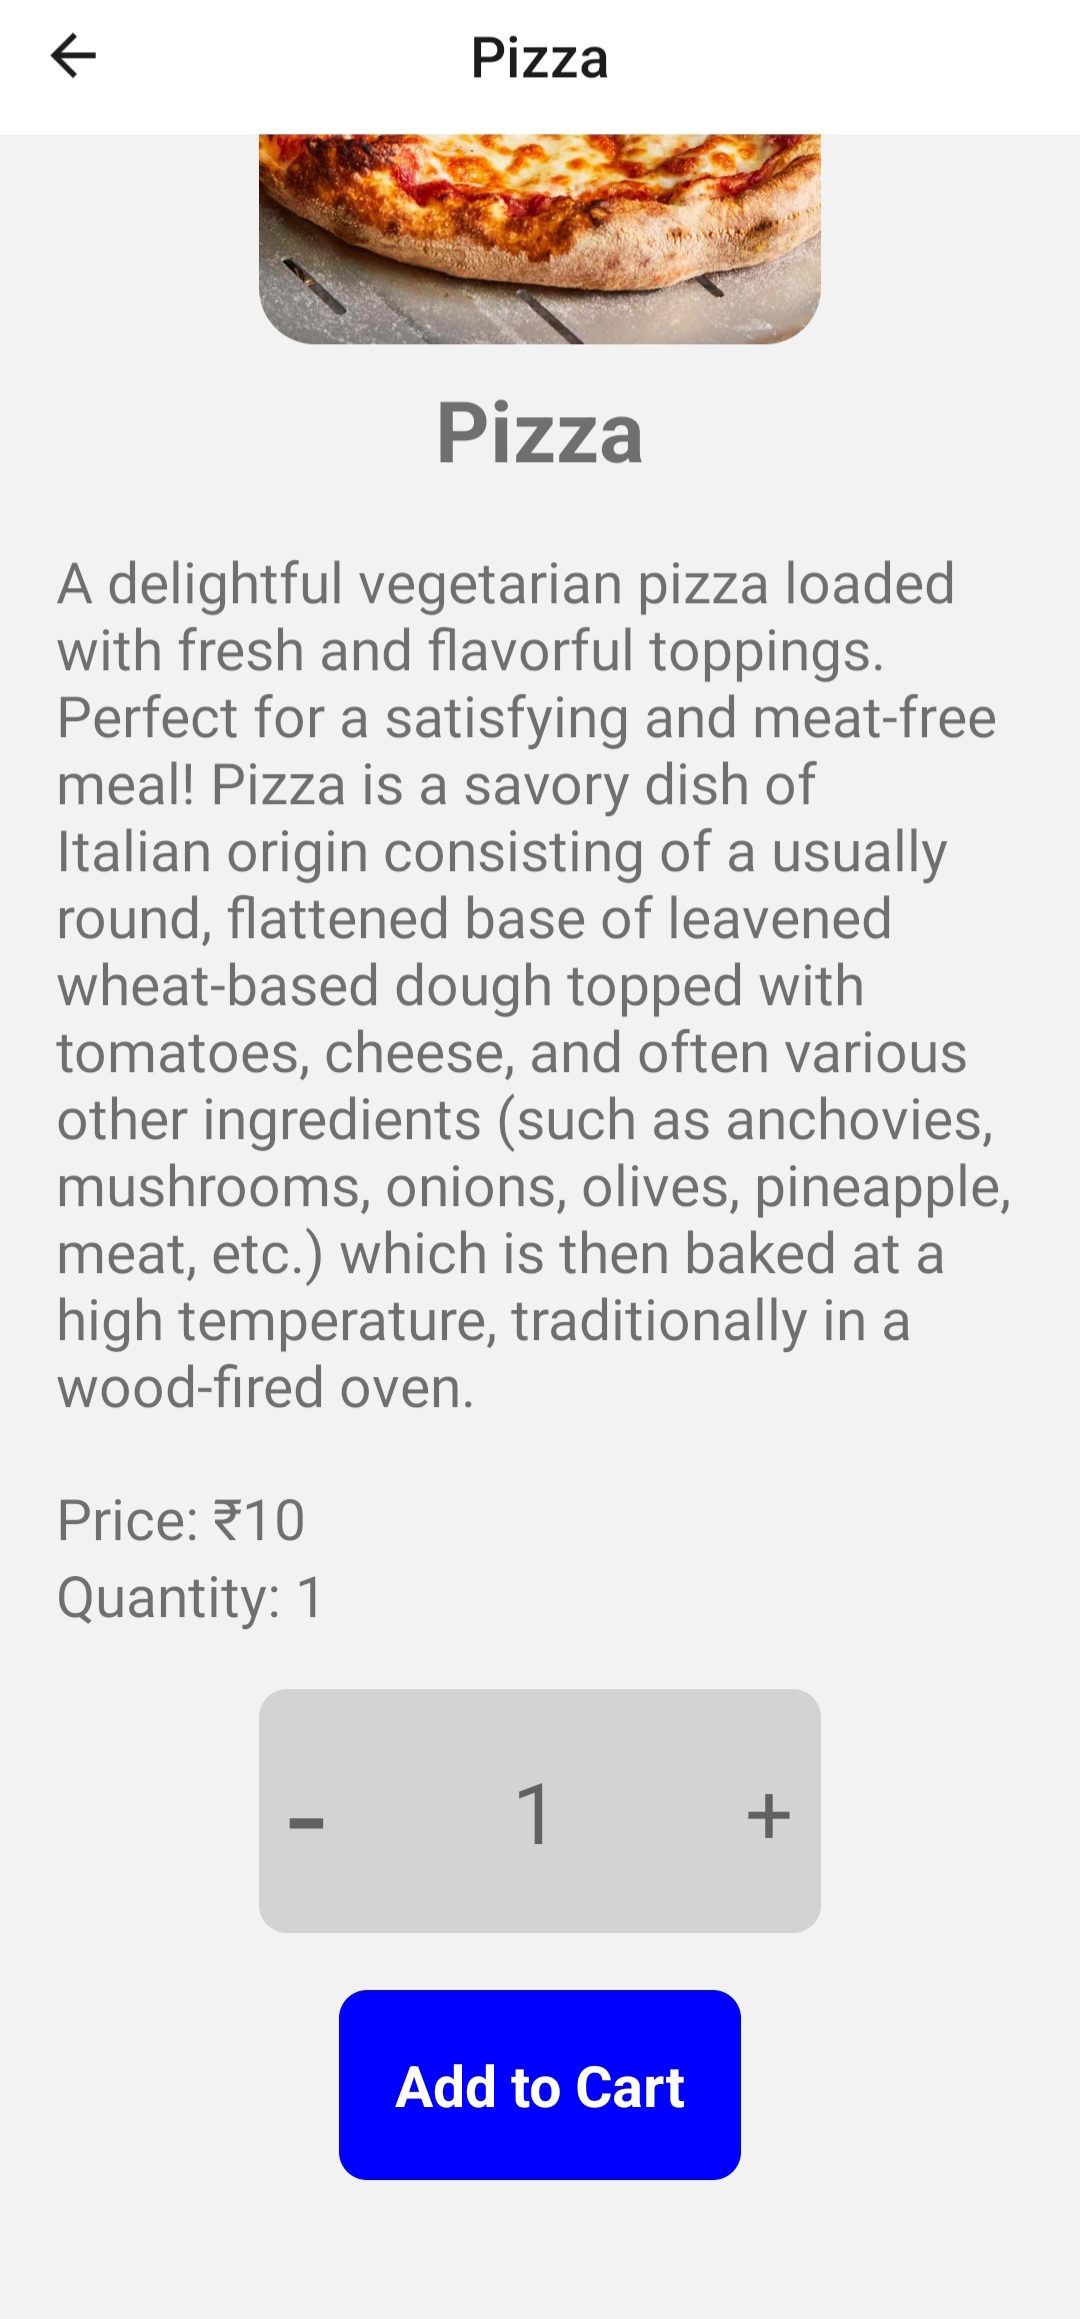 Pizza
Pizza
A delightful vegetarian pizza loaded
with fresh and flavorful toppings.
Perfect for a satisfying and meat-free
meal! Pizza is a savory dish of
Italian origin consisting of a usually
round, flattened base of leavened
wheat-based dough topped with
tomatoes, cheese, and often various
other ingredients (such as anchovies,
mushrooms, onions, olives, pineapple,
meat, etc.) which is then baked at a
high temperature, traditionally in a
wood-fired oven.
Price: ₹10
Quantity: 1
- 1 +
Add to Cart